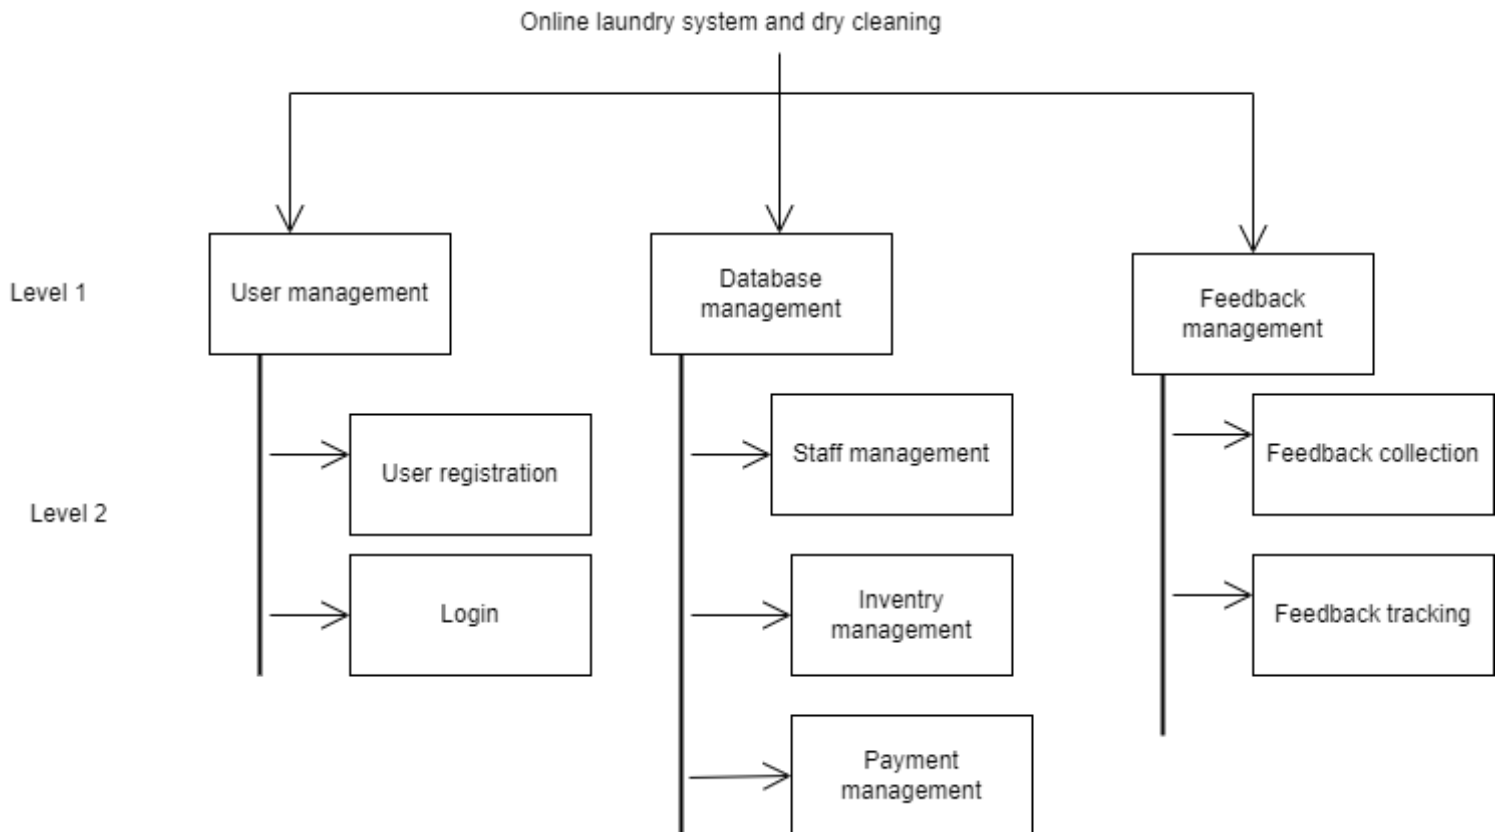 Online laundry system and dry cleaning
Level 1
User management
Database
management
Feedback
management
Level 2
User registration
Staff management
Feedback collection
Login
Inventry
management
Feedback tracking
Payment
management